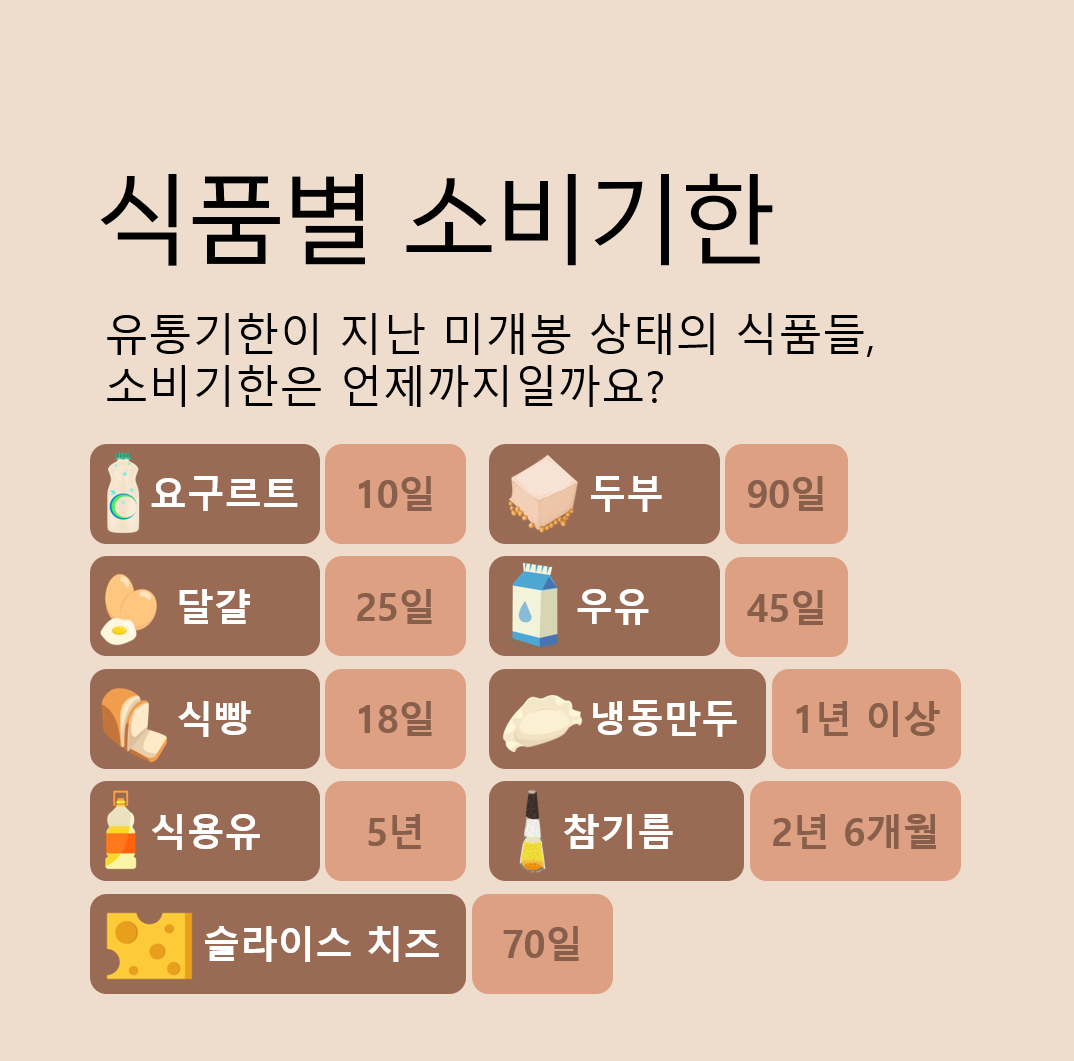 식품별 소비기한
유통기한이 지난 미개봉 상태의 식품들,
소비기한은 언제까지일까요?
요구르트 10일 두부 90일
달걀 25일 우유 45일
식빵 18일 냉동만두 1년 이상
식용유 5년 참기름 2년 6개월
슬라이스 치즈 70일